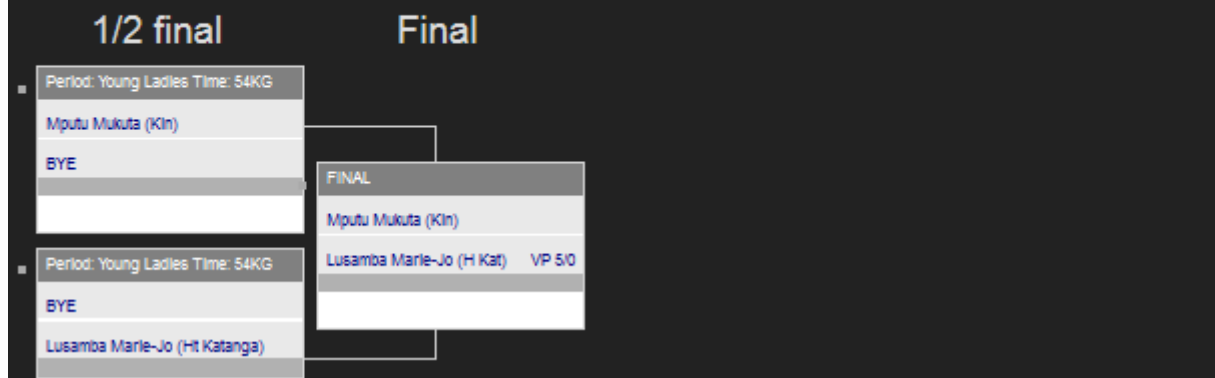 1/2 final Final
Period: Young Ladies Time: 54KG
Mputu Mukuta (Kin)
BYE
FINAL
Mputu Mukuta (Kin)
Lusamba Marie-Jo (H Kat) VP 5/0
Period: Young Ladies Time: 54KG
BYE
Lusamba Marie-Jo (Ht Katanga)